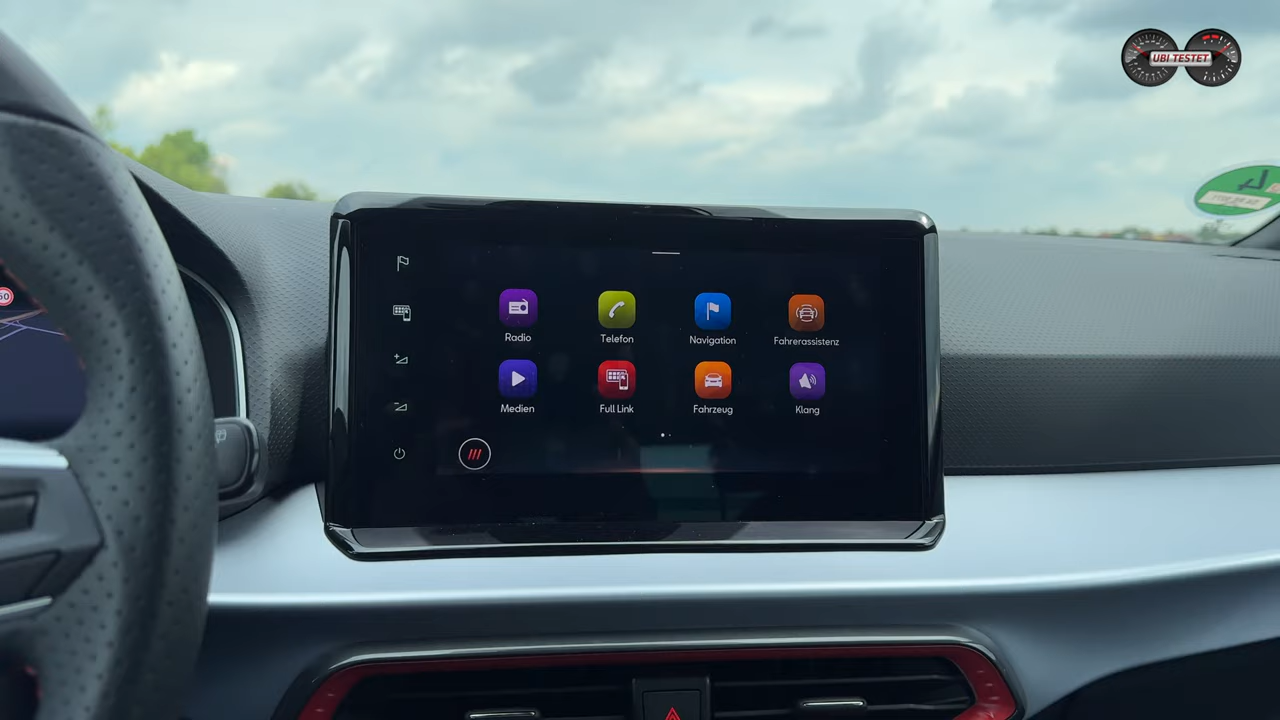 UBI TESTET
Radio
Telefon
Navigation
Fahrerassistenz
Medien
Full Link
Fahrzeug
Klang